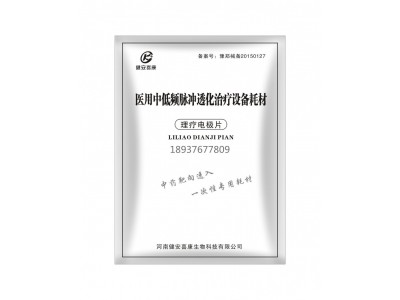 备案号：豫郑械备20150127
健安喜康
医用中低频脉冲透化治疗设备耗材
理疗电极片
LILIAO DIANJI PIAN
18937677809
中药靶向透入
一次性专用耗材
河南健安喜康生物科技有限公司